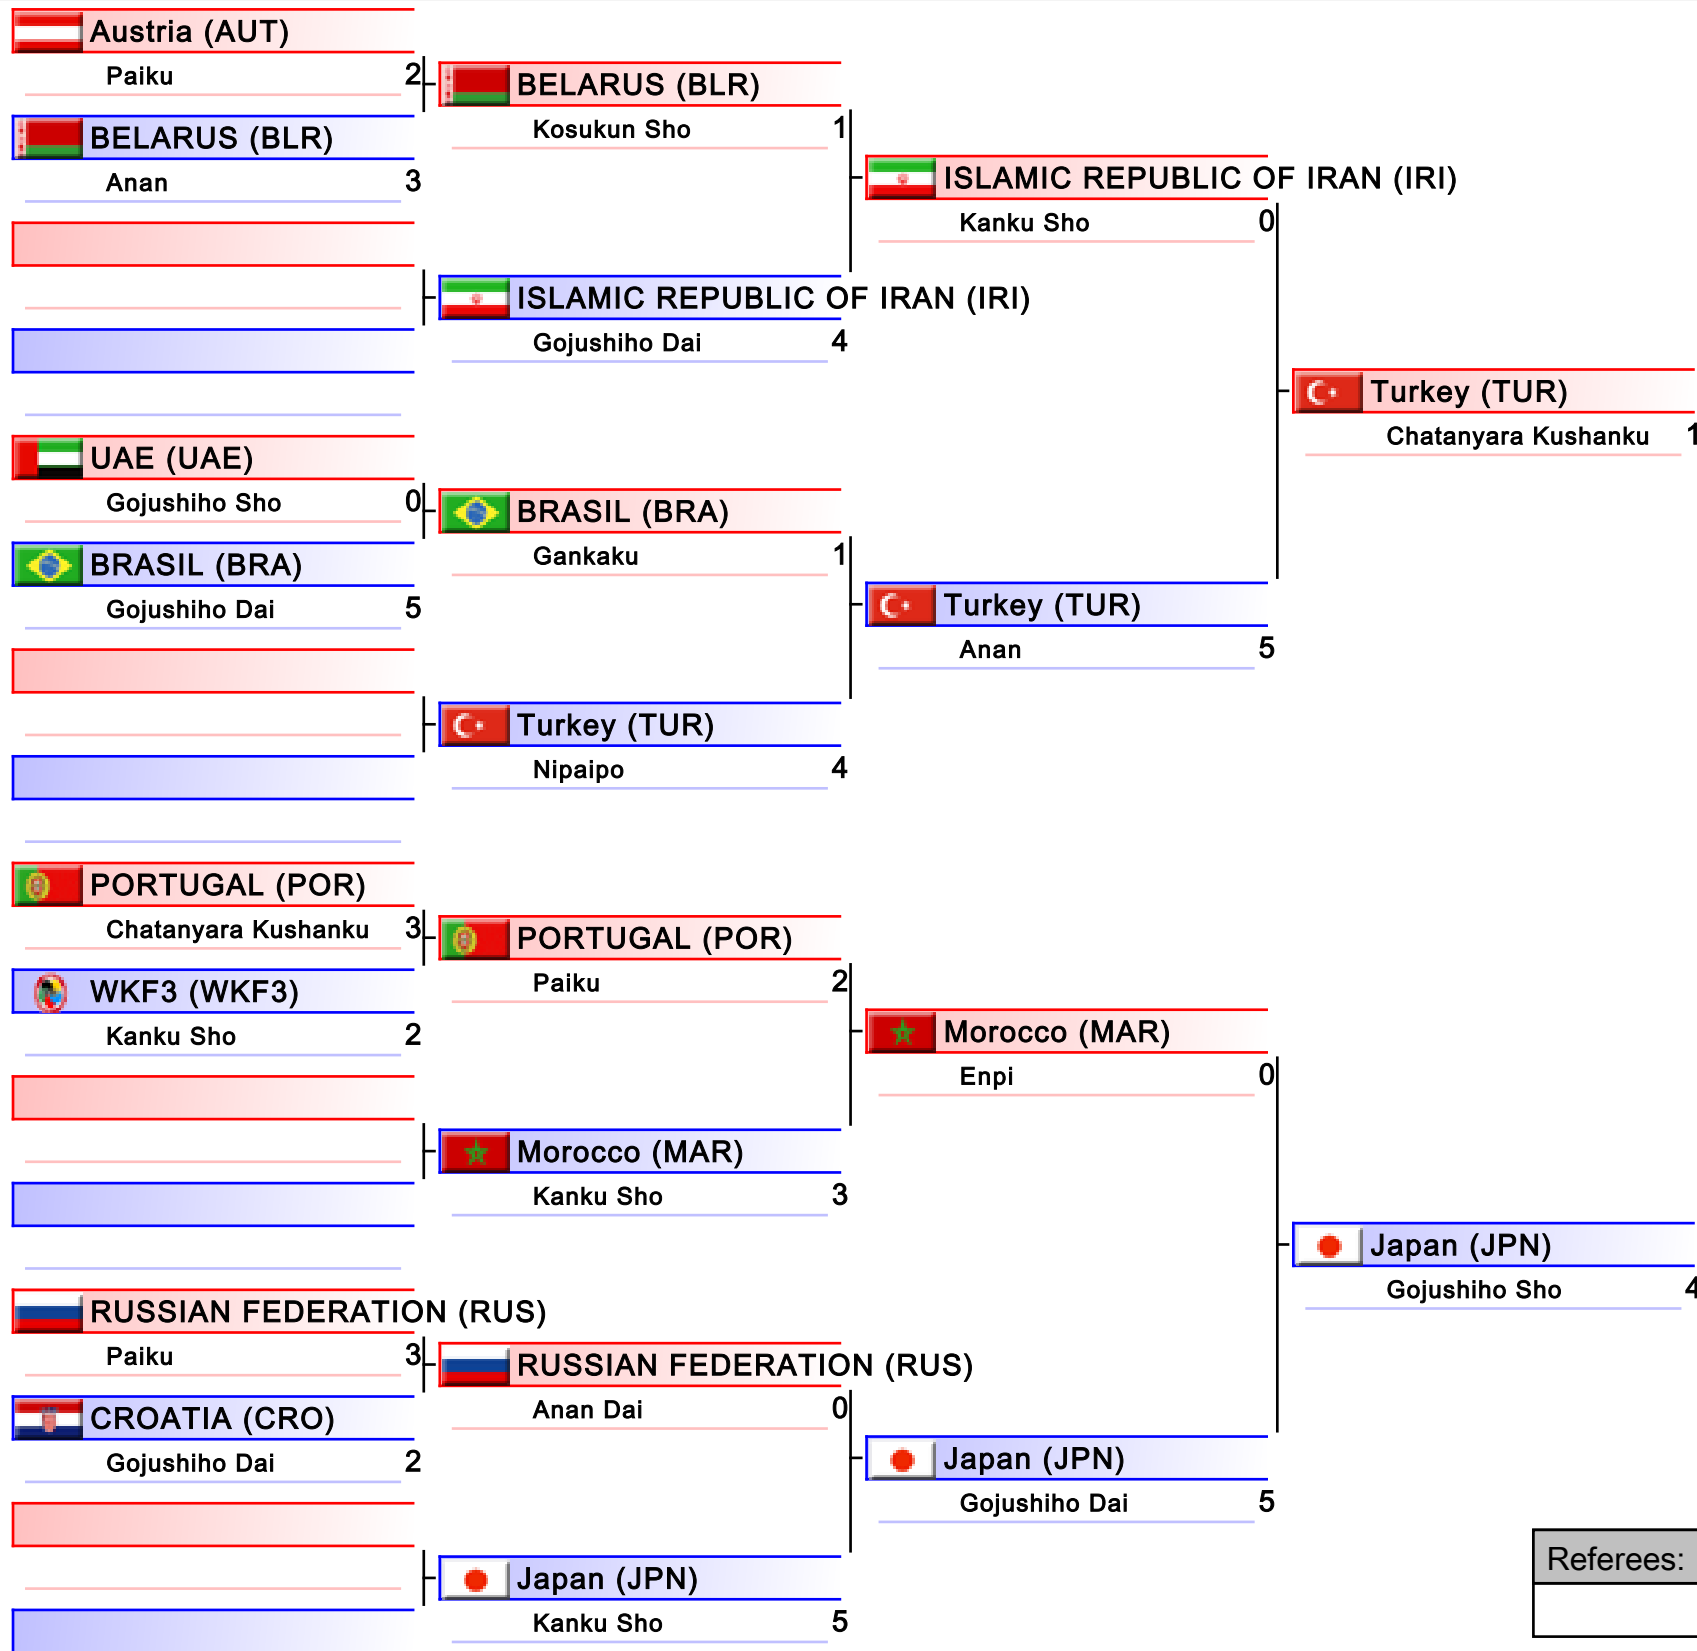 Austria (AUT)
Paiku 2
BELARUS (BLR)
Anan 3
UAE (UAE)
Gojushiho Sho 0
BRASIL (BRA)
Gojushiho Dai 5
PORTUGAL (POR)
Chatanyara Kushanku 3
WKF3 (WKF3)
Kanku Sho 2
RUSSIAN FEDERATION (RUS)
Paiku 3
CROATIA (CRO)
Gojushiho Dai 2
BELARUS (BLR)
Kosukun Sho 1
ISLAMIC REPUBLIC OF IRAN (IRI)
Gojushiho Dai 4
BRASIL (BRA)
Gankaku 1
Turkey (TUR)
Nipaipo 4
PORTUGAL (POR)
Paiku 2
Morocco (MAR)
Kanku Sho 3
RUSSIAN FEDERATION (RUS)
Anan Dai 0
Japan (JPN)
Kanku Sho 5
ISLAMIC REPUBLIC OF IRAN (IRI)
Kanku Sho 0
Turkey (TUR)
Anan 5
Morocco (MAR)
Enpi 0
Japan (JPN)
Gojushiho Dai 5
Turkey (TUR)
Chatanyara Kushanku 1
Japan (JPN)
Gojushiho Sho 4
Referees: